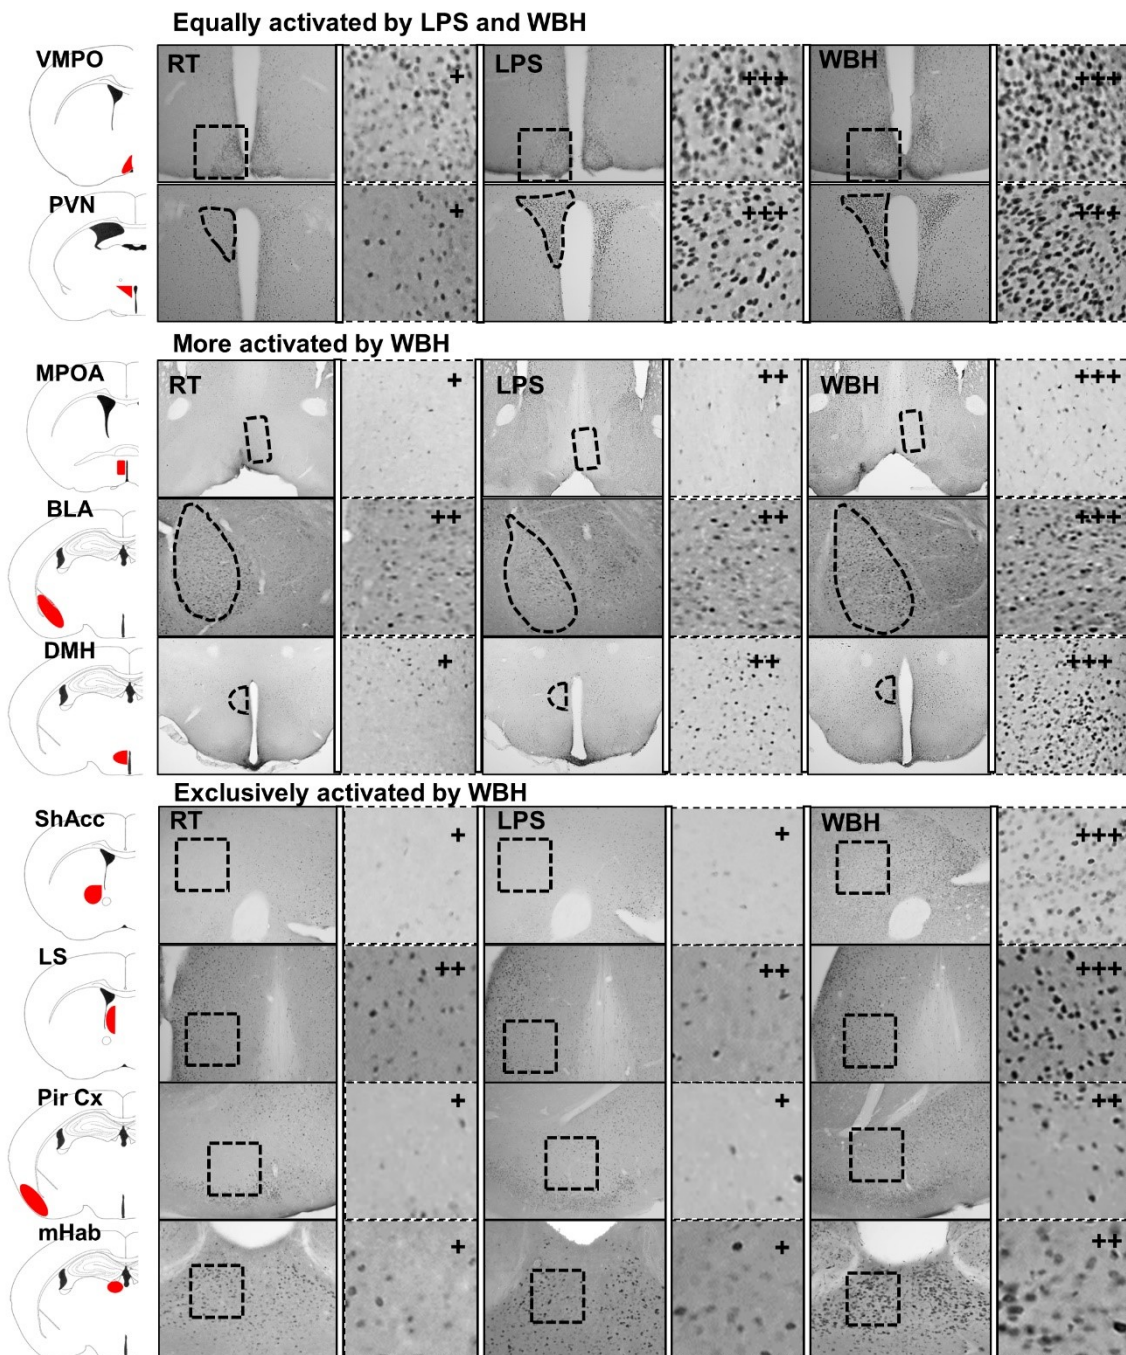 Equally activated by LPS and WBH
VMPO RT + LPS +++ WBH +++
PVN + +++ +++
More activated by WBH
MPOA RT + LPS ++ WBH +++
BLA ++ ++ +++
DMH + ++ +++
Exclusively activated by WBH
ShAcc RT + LPS + WBH +++
LS ++ ++ +++
Pir Cx + + ++
mHab + + ++